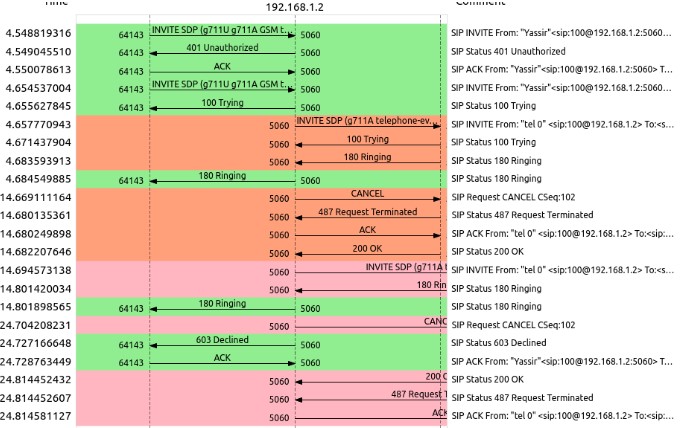 Time 192.168.1.2 Comment
4.548819316 64143 INVITE SDP (g711U g711A GSM t... 5060 SIP INVITE From: "Yassir"<sip:100@192.168.1.2:5060...
4.549045510 64143 401 Unauthorized 5060 SIP Status 401 Unauthorized
4.550078613 64143 ACK 5060 SIP ACK From: "Yassir"<sip:100@192.168.1.2:5060> T...
4.654537004 64143 INVITE SDP (g711U g711A GSM t... 5060 SIP INVITE From: "Yassir"<sip:100@192.168.1.2:5060...
4.655627845 64143 100 Trying 5060 SIP Status 100 Trying
4.657770943 5060 INVITE SDP (g711A telephone-ev... SIP INVITE From: "tel 0" <sip:100@192.168.1.2> To:<s...
4.671437904 5060 100 Trying SIP Status 100 Trying
4.683593913 5060 180 Ringing SIP Status 180 Ringing
4.684549885 64143 180 Ringing 5060 SIP Status 180 Ringing
14.669111164 5060 CANCEL SIP Request CANCEL CSeq:102
14.680135361 5060 487 Request Terminated SIP Status 487 Request Terminated
14.680249898 5060 ACK SIP ACK From: "tel 0" <sip:100@192.168.1.2> To:<sip:...
14.682207646 5060 200 OK SIP Status 200 OK
14.694573138 5060 INVITE SDP (g711A t SIP INVITE From: "tel 0" <sip:100@192.168.1.2> To:<s...
14.801420034 5060 180 Rin SIP Status 180 Ringing
14.801898565 64143 180 Ringing 5060 SIP Status 180 Ringing
24.704208231 5060 CANC SIP Request CANCEL CSeq:102
24.727166648 64143 603 Declined 5060 SIP Status 603 Declined
24.728763449 64143 ACK 5060 SIP ACK From: "Yassir"<sip:100@192.168.1.2:5060> T...
24.814452432 5060 200 O SIP Status 200 OK
24.814452607 5060 487 Request T SIP Status 487 Request Terminated
24.814581127 5060 ACK SIP ACK From: "tel 0" <sip:100@192.168.1.2> To:<sip:...